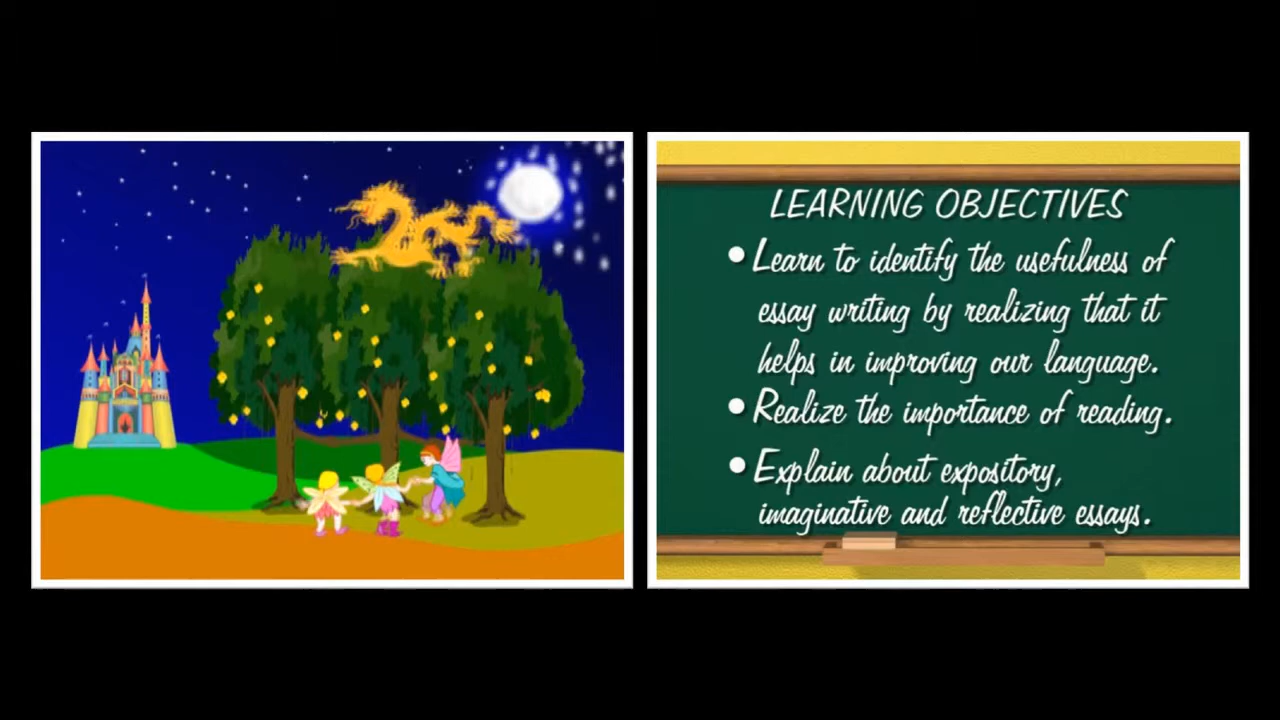 LEARNING OBJECTIVES
• Learn to identify the usefulness of
essay writing by realizing that it
helps in improving our language.
• Realize the importance of reading.
• Explain about expository,
imaginative and reflective essays.